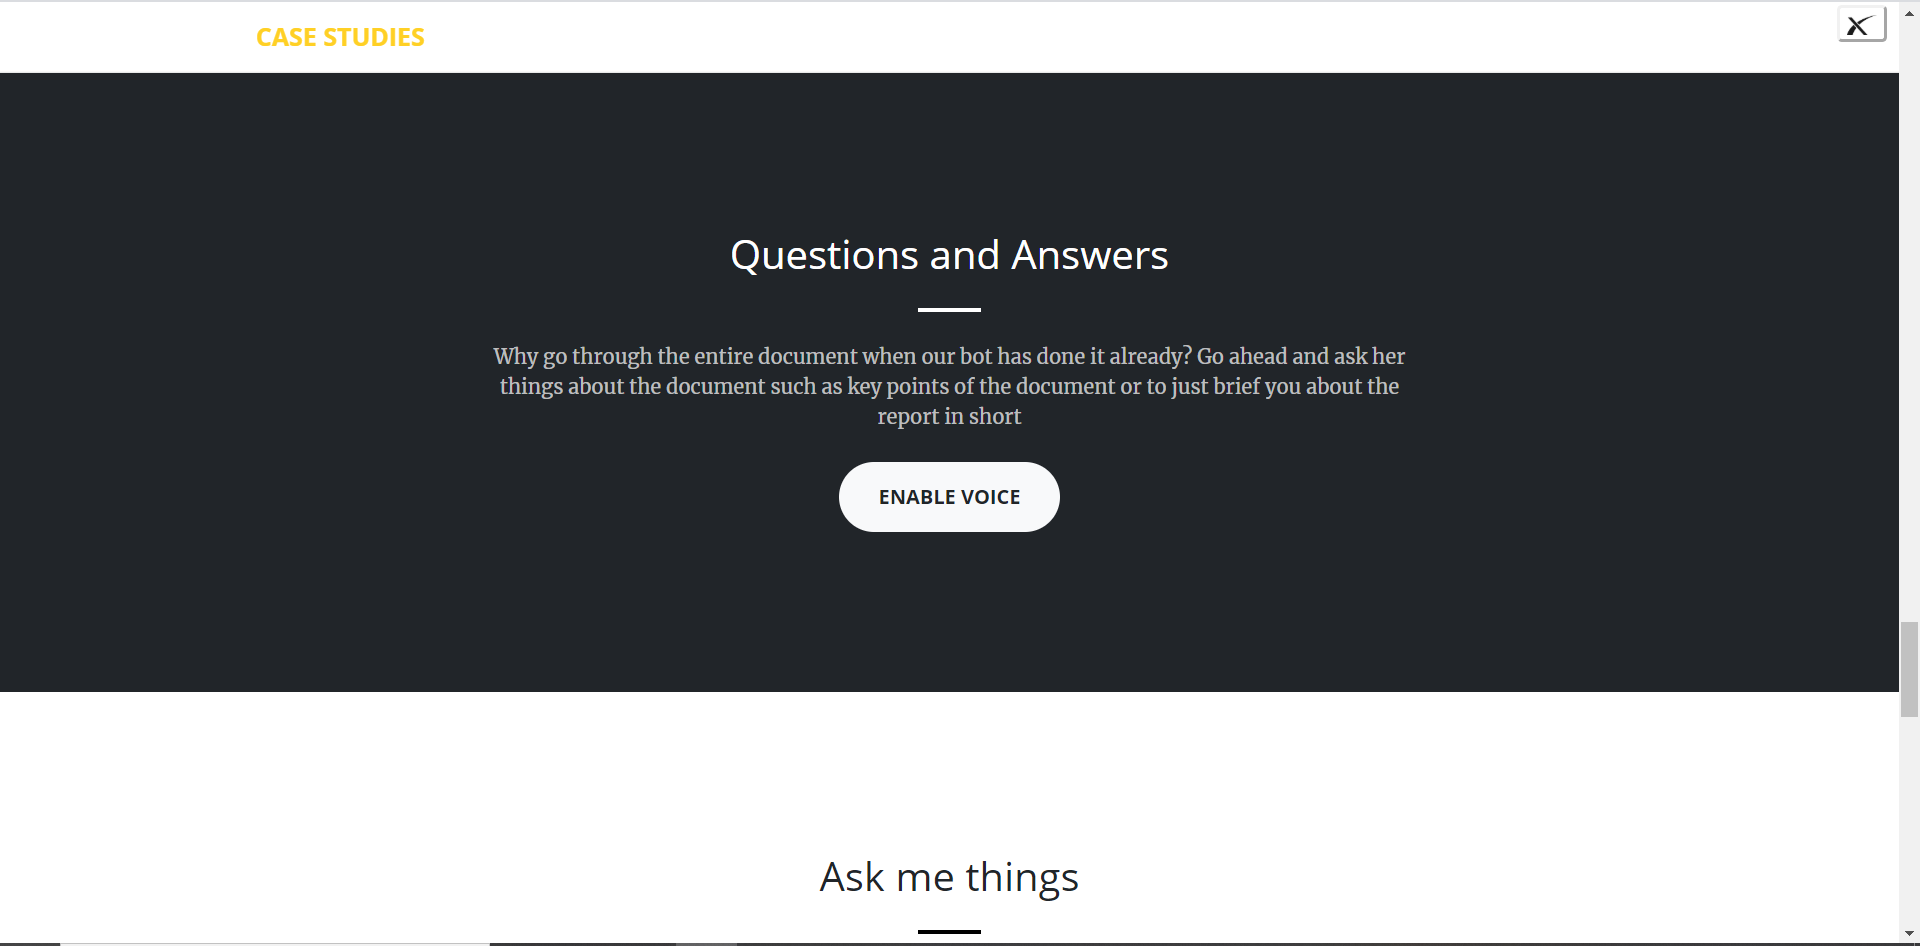 CASE STUDIES
Questions and Answers
Why go through the entire document when our bot has done it already? Go ahead and ask her
things about the document such as key points of the document or to just brief you about the
report in short
ENABLE VOICE
Ask me things